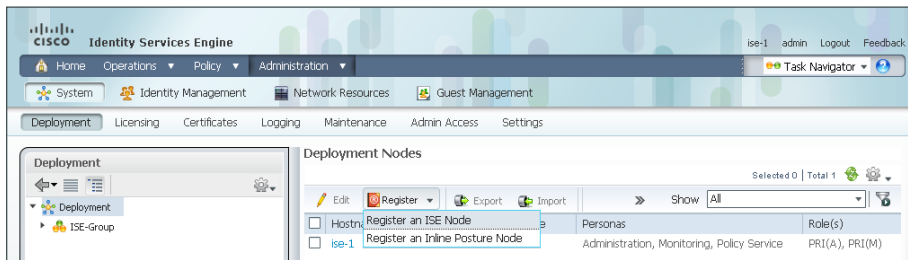 CISCO Identity Services Engine
ise-1 admin Logout Feedback
Home Operations Policy Administration
Task Navigator
System Identity Management Network Resources Guest Management
Deployment Licensing Certificates Logging Maintenance Admin Access Settings
Deployment
Deployment
ISE-Group
Deployment Nodes
Selected 0 | Total 1
Edit Register Export Import » Show All
Register an ISE Node
Register an Inline Posture Node
Personas Role(s)
ise-1 Administration, Monitoring, Policy Service PRI(A), PRI(M)